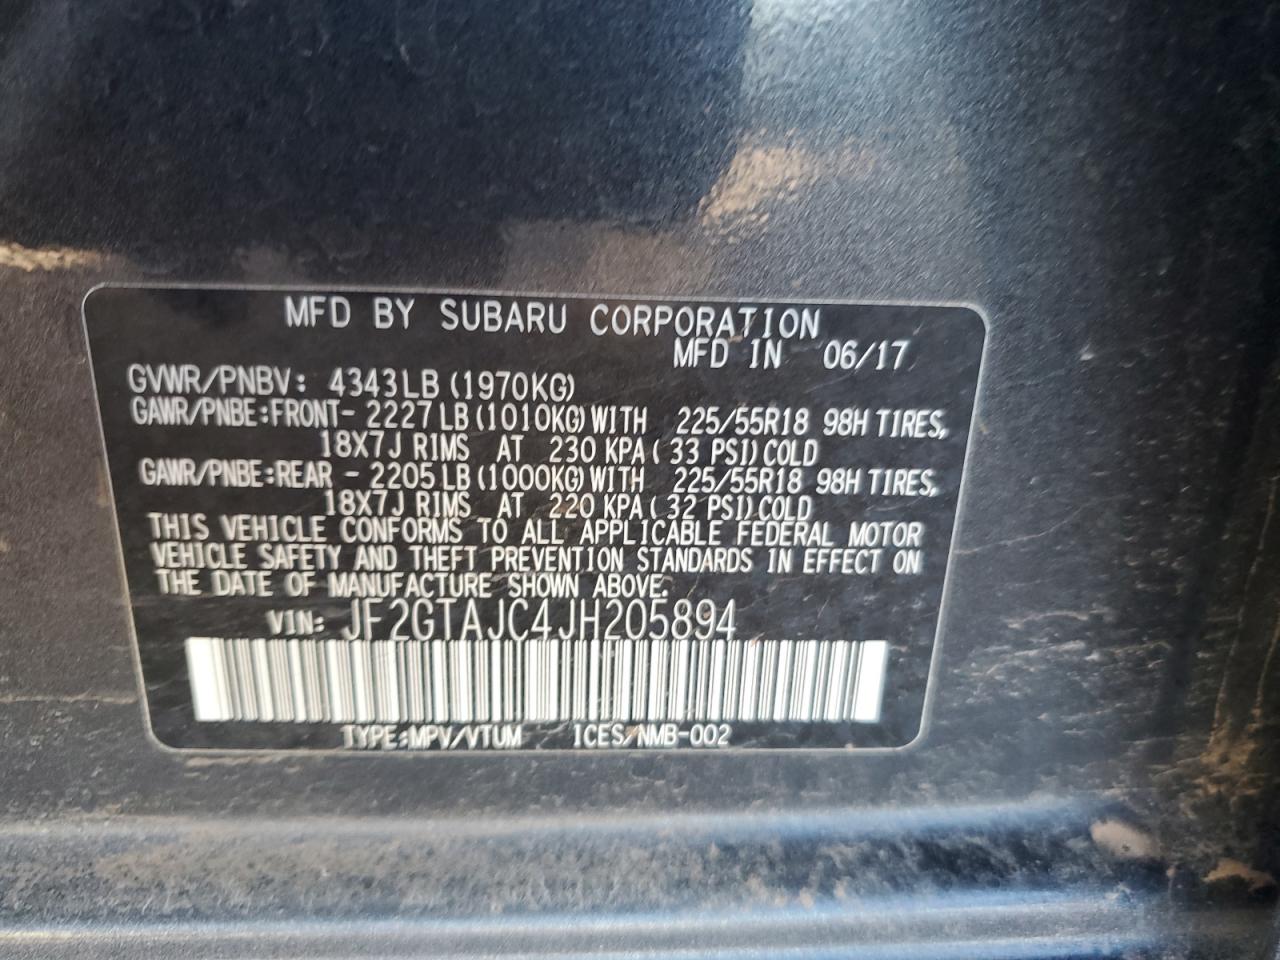 MFD BY SUBARU CORPORATION
MFD IN 06/17
GVWR/PNBV: 4343LB (1970KG)
GAWR/PNBE:FRONT- 2227LB(1010KG)WITH 225/55R18 98H TIRES,
18X7J RIMS AT 230 KPA( 33 PSI)COLD
GAWR/PNBE:REAR - 2205LB(1000KG)WITH 225/55R18 98H TIRES,
18X7J RIMS AT 220 KPA( 32 PSI)COLD
THIS VEHICLE CONFORMS TO ALL APPLICABLE FEDERAL MOTOR
VEHICLE SAFETY AND THEFT PREVENTION STANDARDS IN EFFECT ON
THE DATE OF MANUFACTURE SHOWN ABOVE.
VIN: JF2GTAJC4JH205894
TYPE:MPV/VTUM ICES/NMB-002